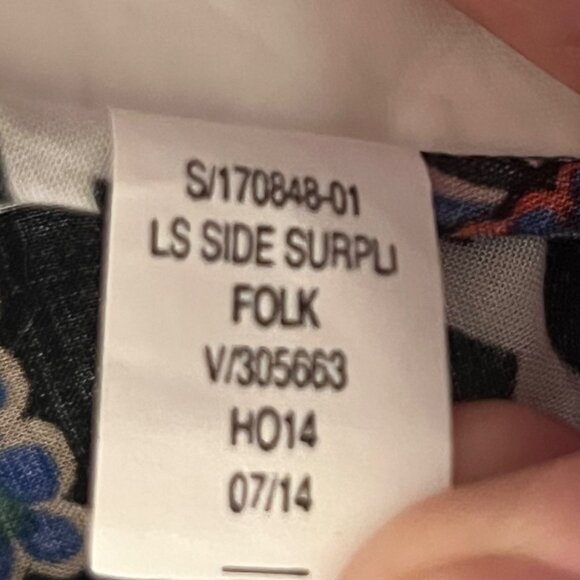 S/170848-01
LS SIDE SURPLI
FOLK
V/305663
HO14
07/14